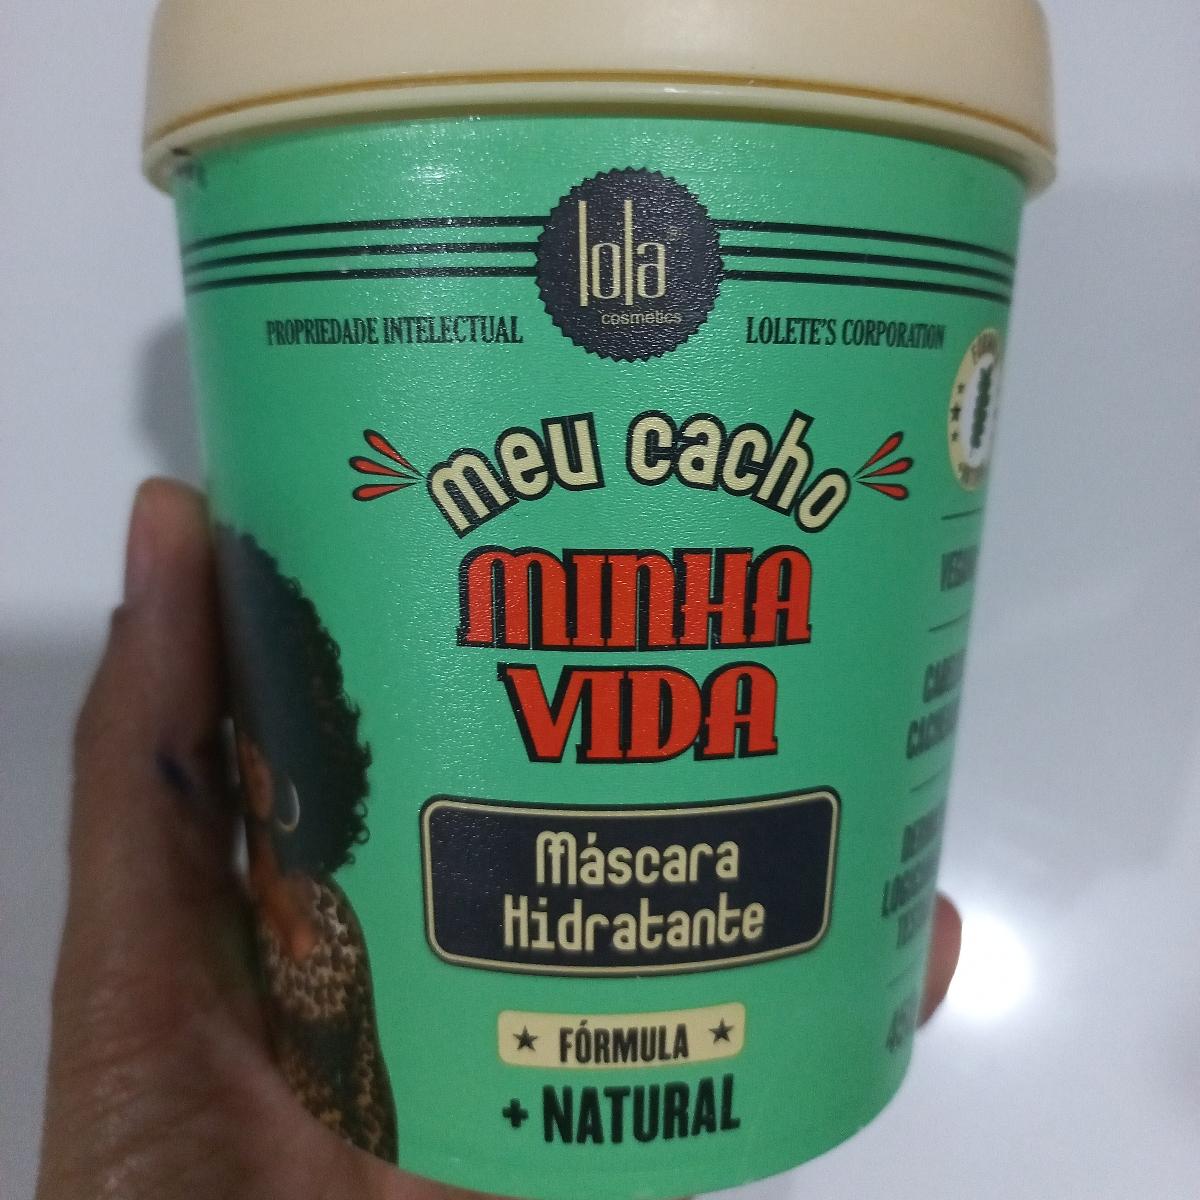 lola
cosmetics
PROPRIEDADE INTELECTUAL
LOLETE'S CORPORATION
meu cacho
MINHA
VIDA
Máscara
Hidratante
FÓRMULA
+ NATURAL